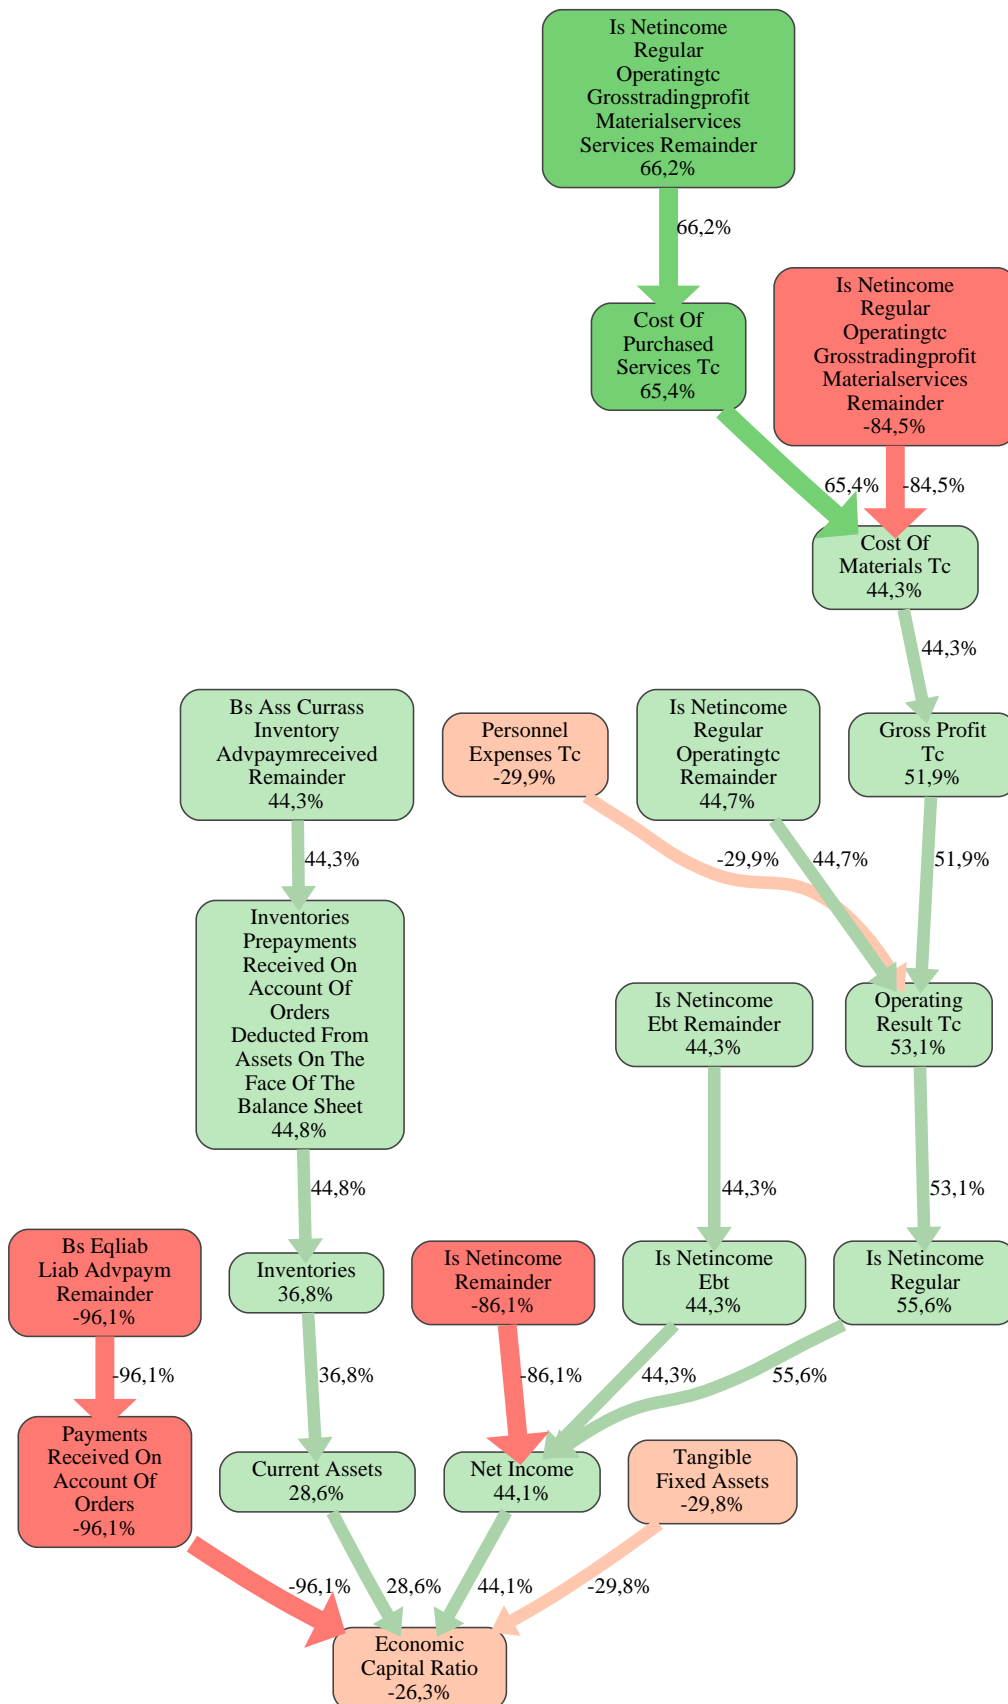 Is Netincome
Regular
Operatingtc
Grosstradingprofit
Materialservices
Services Remainder
66,2%
66,2%
Cost Of
Purchased
Services Tc
65,4%
Is Netincome
Regular
Operatingtc
Grosstradingprofit
Materialservices
Remainder
-84,5%
65,4%
-84,5%
Cost Of
Materials Tc
44,3%
44,3%
Bs Ass Currass
Inventory
Advpaymreceived
Remainder
44,3%
Personnel
Expenses Tc
-29,9%
Is Netincome
Regular
Operatingtc
Remainder
44,7%
Gross Profit
Tc
51,9%
44,3%
-29,9%
44,7%
51,9%
Inventories
Prepayments
Received On
Account Of
Orders
Deducted From
Assets On The
Face Of The
Balance Sheet
44,8%
Is Netincome
Ebt Remainder
44,3%
Operating
Result Tc
53,1%
44,8%
44,3%
53,1%
Bs Eqliab
Liab Advpaym
Remainder
-96,1%
Inventories
36,8%
Is Netincome
Remainder
-86,1%
Is Netincome
Ebt
44,3%
Is Netincome
Regular
55,6%
-96,1%
36,8%
-86,1%
44,3%
55,6%
Payments
Received On
Account Of
Orders
-96,1%
Current Assets
28,6%
Net Income
44,1%
Tangible
Fixed Assets
-29,8%
-96,1%
28,6%
44,1%
-29,8%
Economic
Capital Ratio
-26,3%